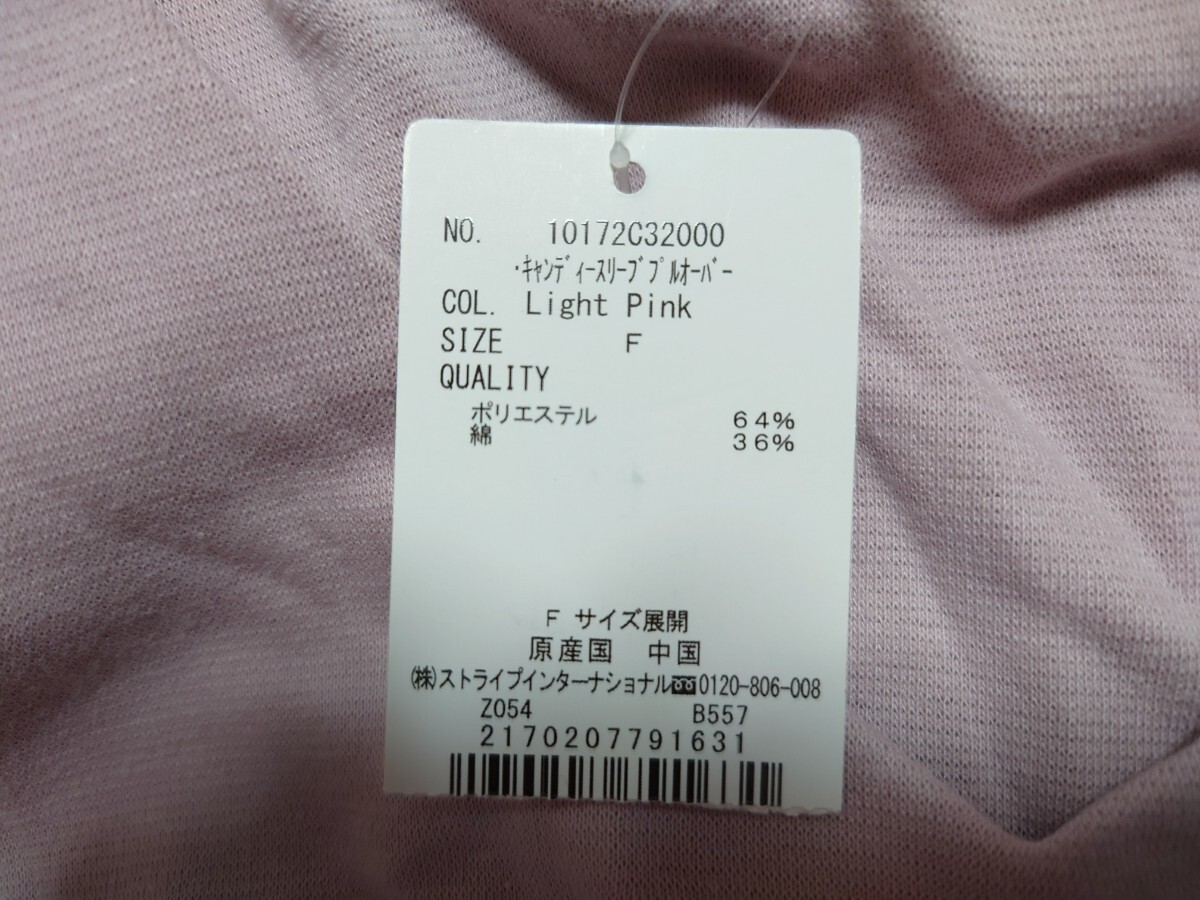 NO. 10172C32000
･ｷｬﾝﾃﾞｨｰｽﾘｰﾌﾞﾌﾟﾙｵｰﾊﾞｰ
COL. Light Pink
SIZE F
QUALITY
ポリエステル 64%
綿 36%
F サイズ展開
原産国 中国
㈱ストライプインターナショナル 0120-806-008
Z054 B557
2170207791631